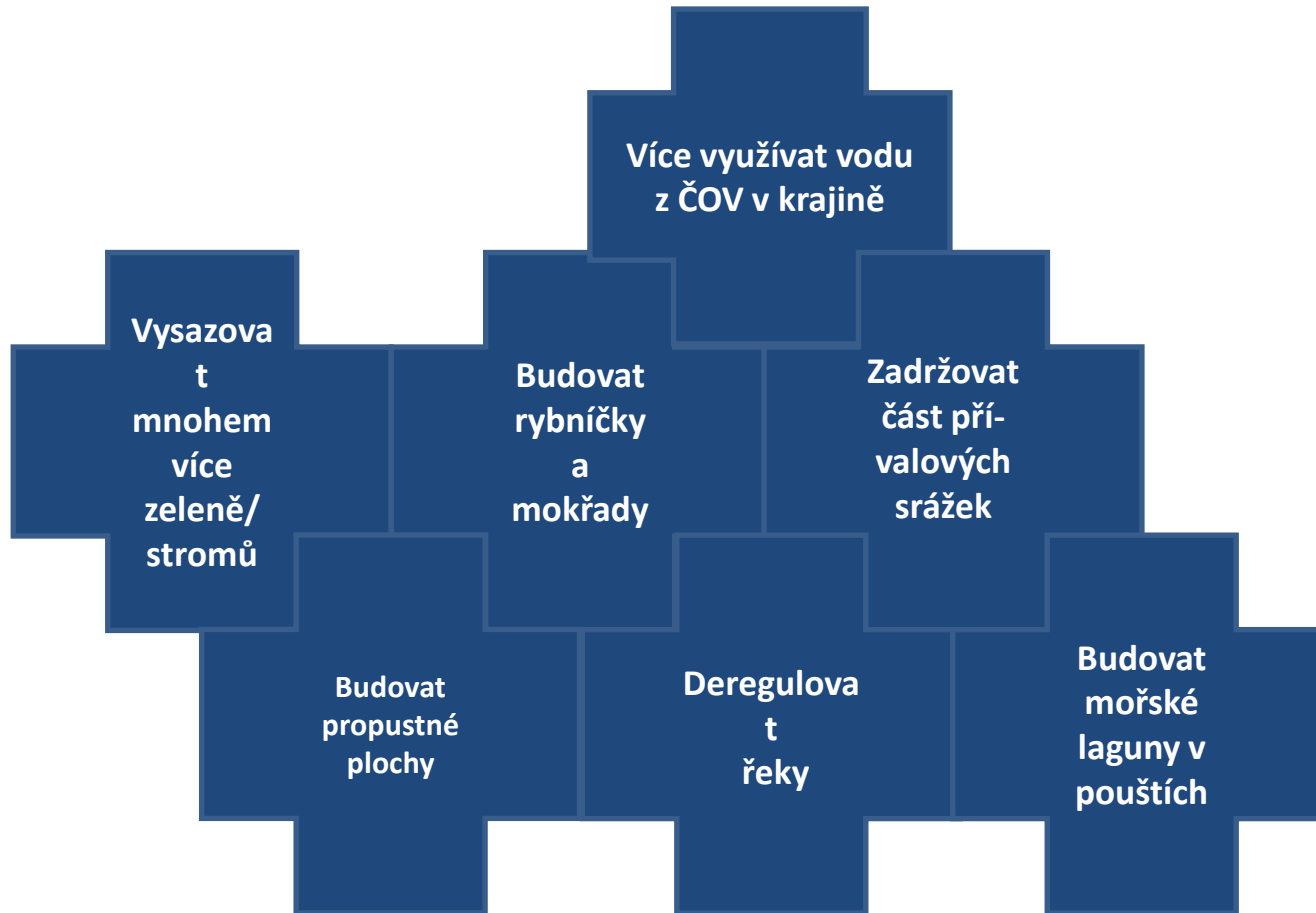 Více využívat vodu
z ČOV v krajině
Vysazova
t
mnohem
více
zeleně/
stromů
Budovat
rybníčky
a
mokřady
Zadržovat
část pří-
valových
srážek
Budovat
propustné
plochy
Deregulova
t
řeky
Budovat
mořské
laguny v
pouštích